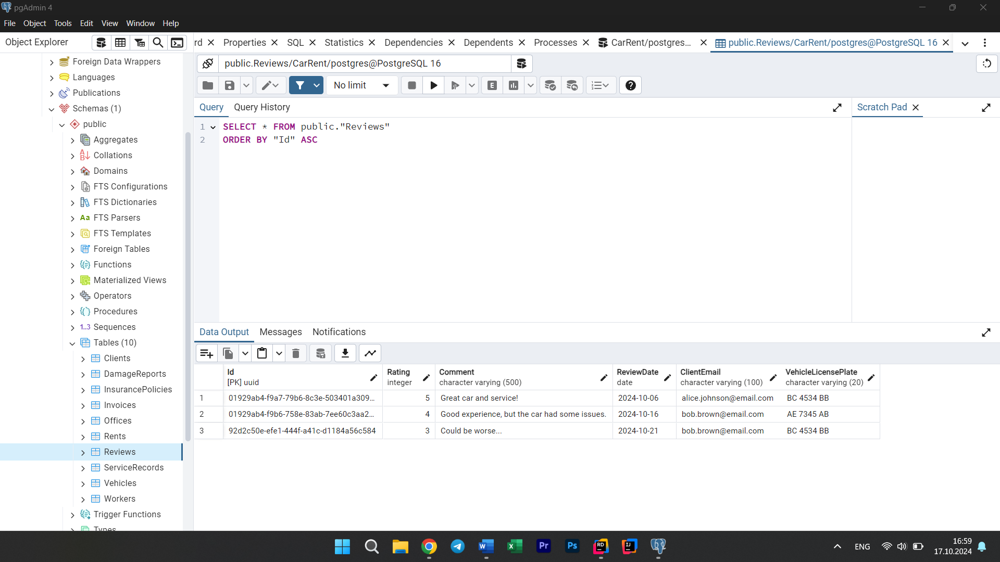 pgAdmin 4
File Object Tools Edit View Window Help
Object Explorer
rd Properties SQL Statistics Dependencies Dependents Processes CarRent/postgres... public.Reviews/CarRent/postgres@PostgreSQL 16
public.Reviews/CarRent/postgres@PostgreSQL 16
No limit
E
Query Query History
Scratch Pad
1 SELECT * FROM public."Reviews"
2 ORDER BY "Id" ASC
Foreign Data Wrappers
Languages
Publications
Schemas (1)
public
Aggregates
Collations
Domains
FTS Configurations
FTS Dictionaries
Aa FTS Parsers
FTS Templates
Foreign Tables
Functions
Materialized Views
Operators
Procedures
1..3 Sequences
Tables (10)
Clients
DamageReports
InsurancePolicies
Invoices
Offices
Rents
Reviews
ServiceRecords
Vehicles
Workers
Trigger Functions
Types
Data Output Messages Notifications
Id Rating Comment ReviewDate ClientEmail VehicleLicensePlate
[PK] uuid integer character varying (500) date character varying (100) character varying (20)
1 01929ab4-f9a7-79b6-8c3e-503401a309... 5 Great car and service! 2024-10-06 alice.johnson@email.com BC 4534 BB
2 01929ab4-f9b6-758e-83ab-7ee60c3aa2... 4 Good experience, but the car had some issues. 2024-10-16 bob.brown@email.com AE 7345 AB
3 92d2c50e-efe1-444f-a41c-d1184a56c584 3 Could be worse... 2024-10-21 bob.brown@email.com BC 4534 BB
W X Pr Ps RD IJ
ENG
16:59
17.10.2024